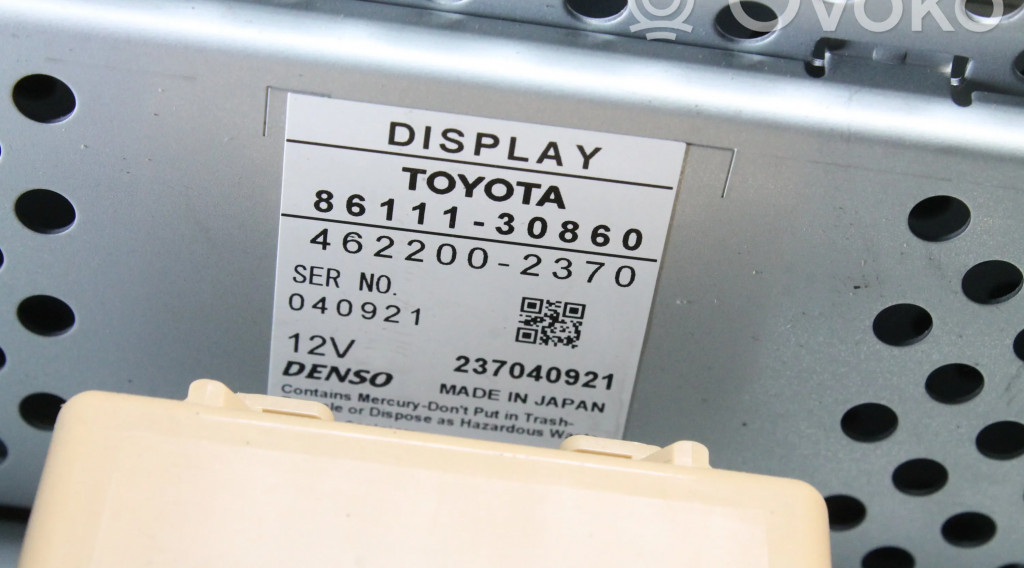 OVOKO
DISPLAY
TOYOTA
86111-30860
462200-2370
SER NO.
040921
12V
237040921
DENSO
MADE IN JAPAN
Contains Mercury-Don't Put in Trash-
or Dispose as Hazardous